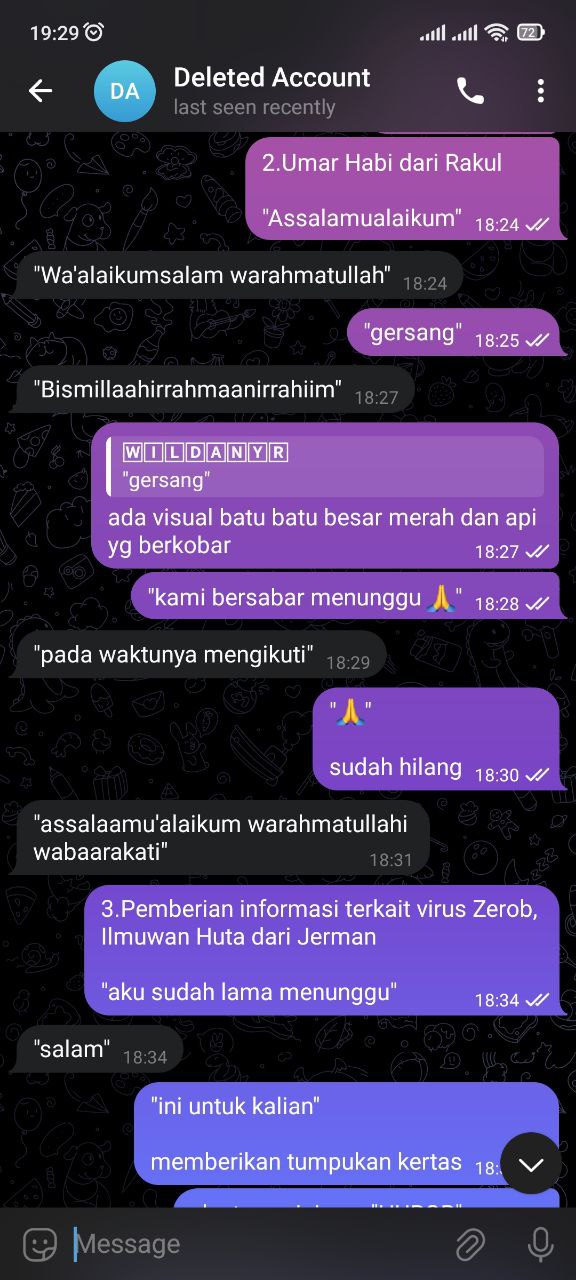 19:29
72
DA
Deleted Account
last seen recently
2.Umar Habi dari Rakul
"Assalamualaikum" 18:24
"Wa'alaikumsalam warahmatullah" 18:24
"gersang" 18:25
"Bismillaahirrahmaanirrahiim" 18:27
🅆🄸🄻🄳🄰🄽🅈🅁
"gersang"
ada visual batu batu besar merah dan api
yg berkobar 18:27
"kami bersabar menunggu🙏" 18:28
"pada waktunya mengikuti" 18:29
"🙏"
sudah hilang 18:30
"assalaamu'alaikum warahmatullahi
wabaarakati" 18:31
3.Pemberian informasi terkait virus Zerob,
Ilmuwan Huta dari Jerman
"aku sudah lama menunggu" 18:34
"salam" 18:34
"ini untuk kalian"
memberikan tumpukan kertas
Message